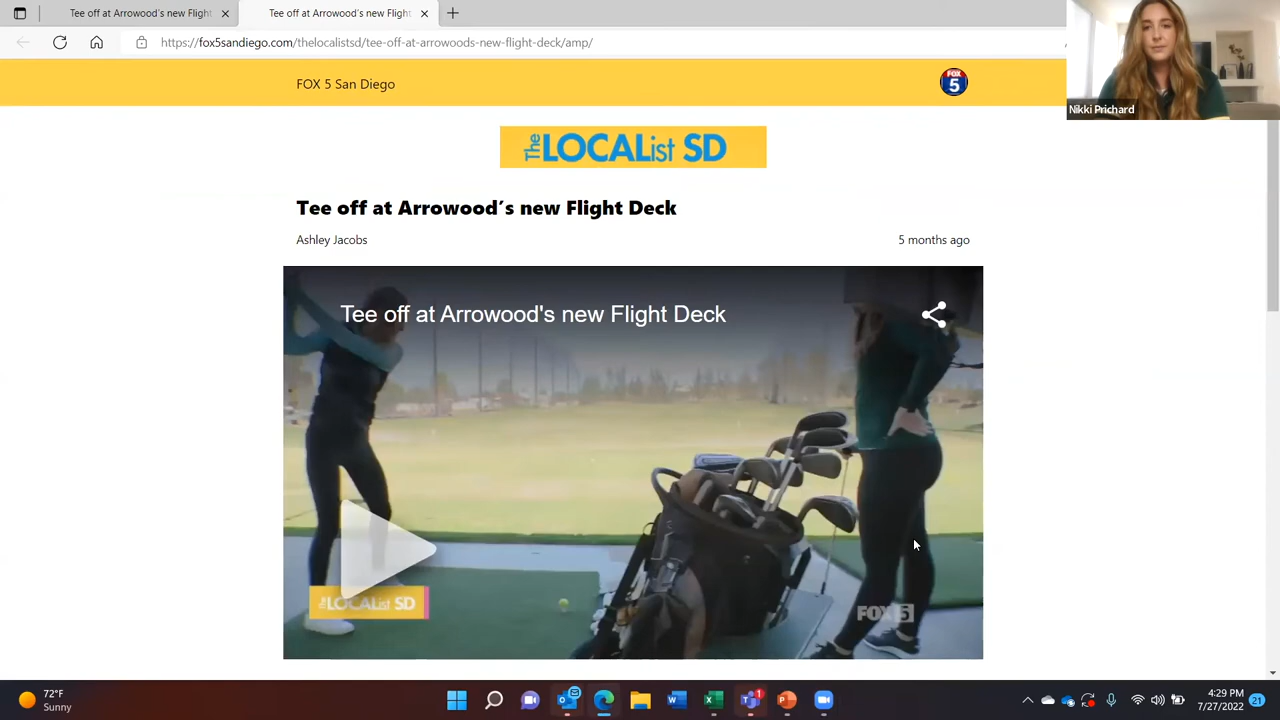 Tee off at Arrowood's new Flight
Tee off at Arrowood's new Flight
https://fox5sandiego.com/thelocalistsd/tee-off-at-arrowoods-new-flight-deck/amp/
Nikki Prichard
FOX 5 San Diego
FOX
5
The LOCAList SD
Tee off at Arrowood's new Flight Deck
Ashley Jacobs
5 months ago
Tee off at Arrowood's new Flight Deck
The LOCAList SD
FOX 5
72°F
Sunny
1
4:29 PM
7/27/2022
21